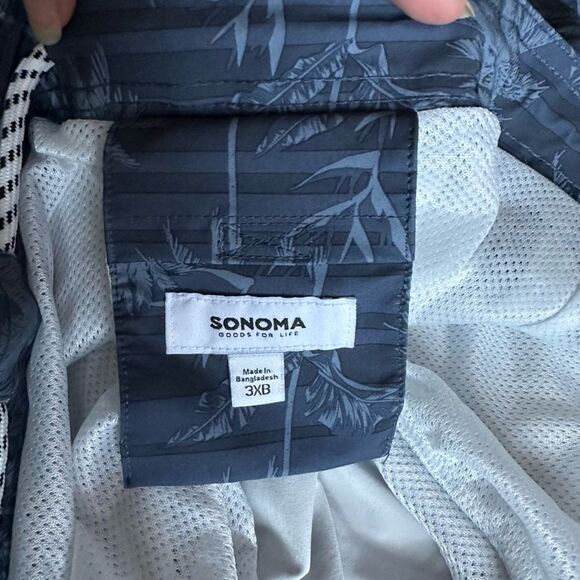 SONOMA
GOODS FOR LIFE
Made In
Bangladesh
3XB